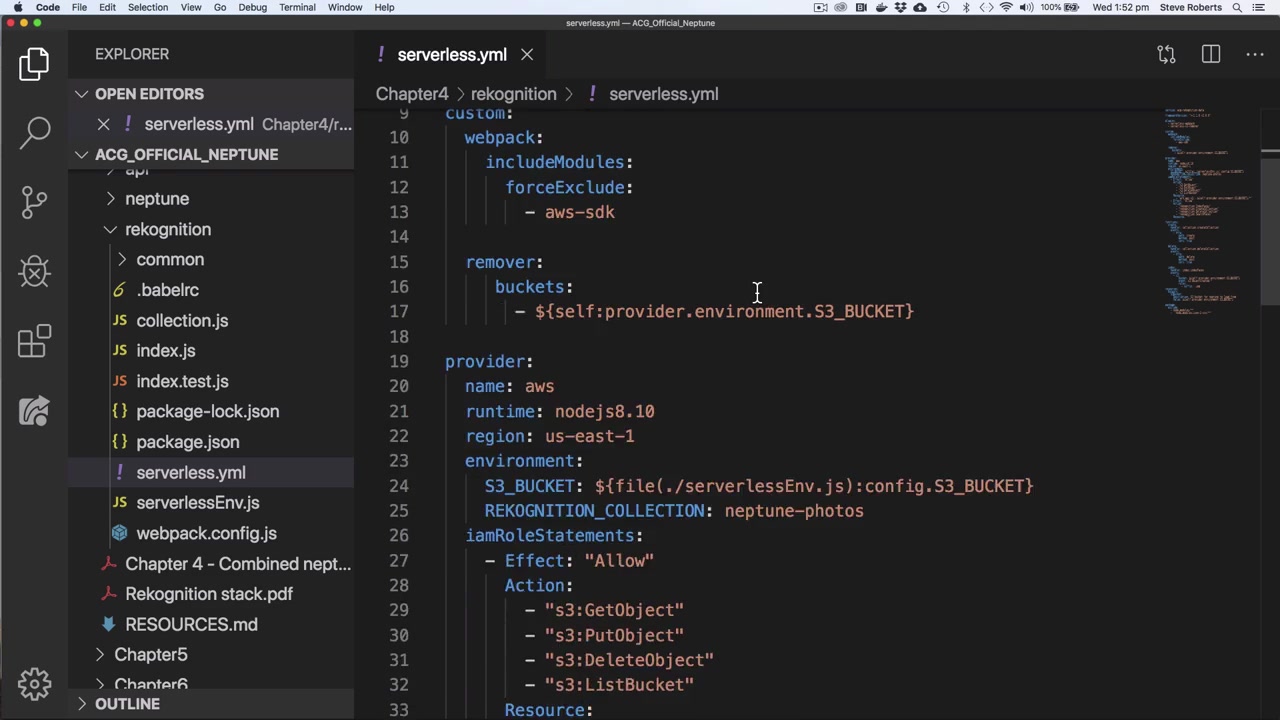 Code File Edit Selection View Go Debug Terminal Window Help 100% Wed 1:52 pm Steve Roberts
serverless.yml — ACG_Official_Neptune
EXPLORER
OPEN EDITORS
serverless.yml Chapter4/r...
ACG_OFFICIAL_NEPTUNE
api
neptune
rekognition
common
.babelrc
JS collection.js
JS index.js
JS index.test.js
{} package-lock.json
{} package.json
! serverless.yml
JS serverlessEnv.js
webpack.config.js
Chapter 4 - Combined nept...
Rekognition stack.pdf
RESOURCES.md
Chapter5
Chapter6
OUTLINE
! serverless.yml
Chapter4 > rekognition > ! serverless.yml
9 custom:
10 webpack:
11 includeModules:
12 forceExclude:
13 - aws-sdk
14
15 remover:
16 buckets:
17 - ${self:provider.environment.S3_BUCKET}
18
19 provider:
20 name: aws
21 runtime: nodejs8.10
22 region: us-east-1
23 environment:
24 S3_BUCKET: ${file(./serverlessEnv.js):config.S3_BUCKET}
25 REKOGNITION_COLLECTION: neptune-photos
26 iamRoleStatements:
27 - Effect: "Allow"
28 Action:
29 - "s3:GetObject"
30 - "s3:PutObject"
31 - "s3:DeleteObject"
32 - "s3:ListBucket"
33 Resource: